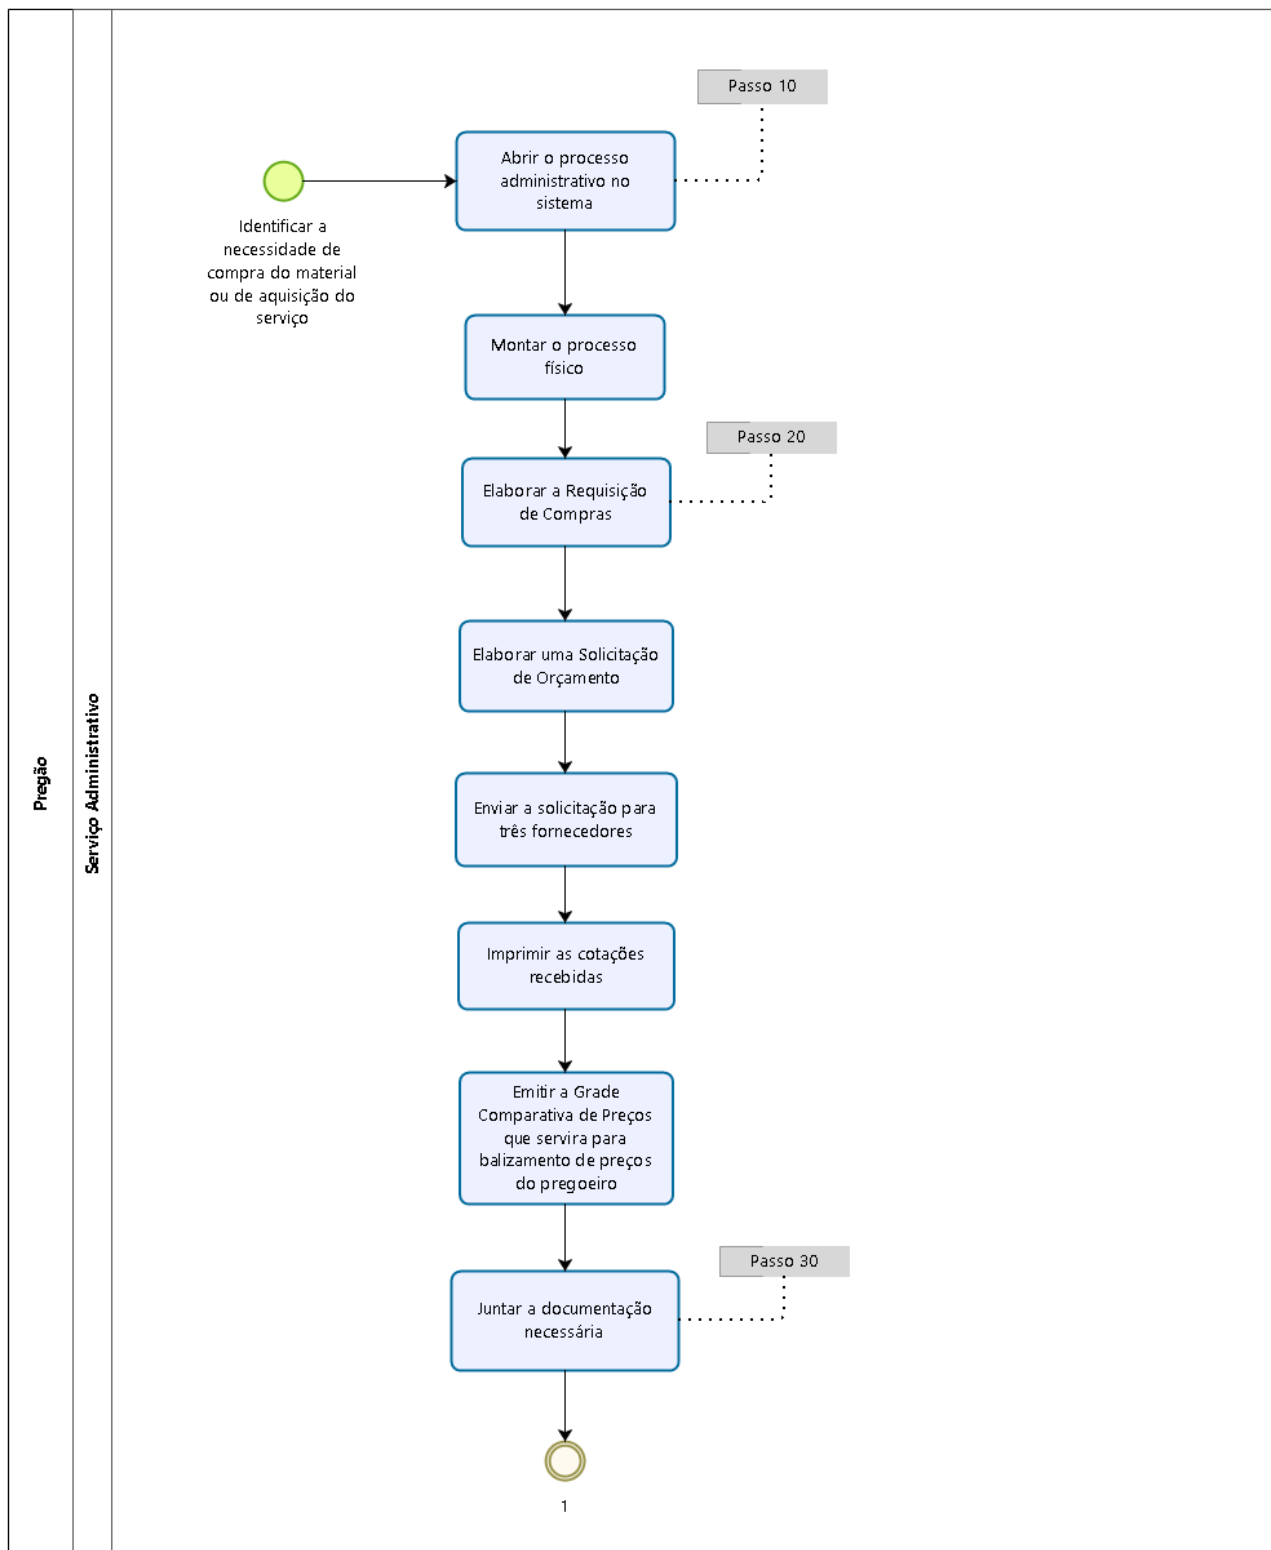 Pregão
Serviço Administrativo
Passo 10
Abrir o processo
administrativo no
sistema
Identificar a
necessidade de
compra do material
ou de aquisição do
serviço
Montar o processo
físico
Passo 20
Elaborar a Requisição
de Compras
Elaborar uma Solicitação
de Orçamento
Enviar a solicitação para
três fornecedores
Imprimir as cotações
recebidas
Emitir a Grade
Comparativa de Preços
que servira para
balizamento de preços
do pregoeiro
Passo 30
Juntar a documentação
necessária
1